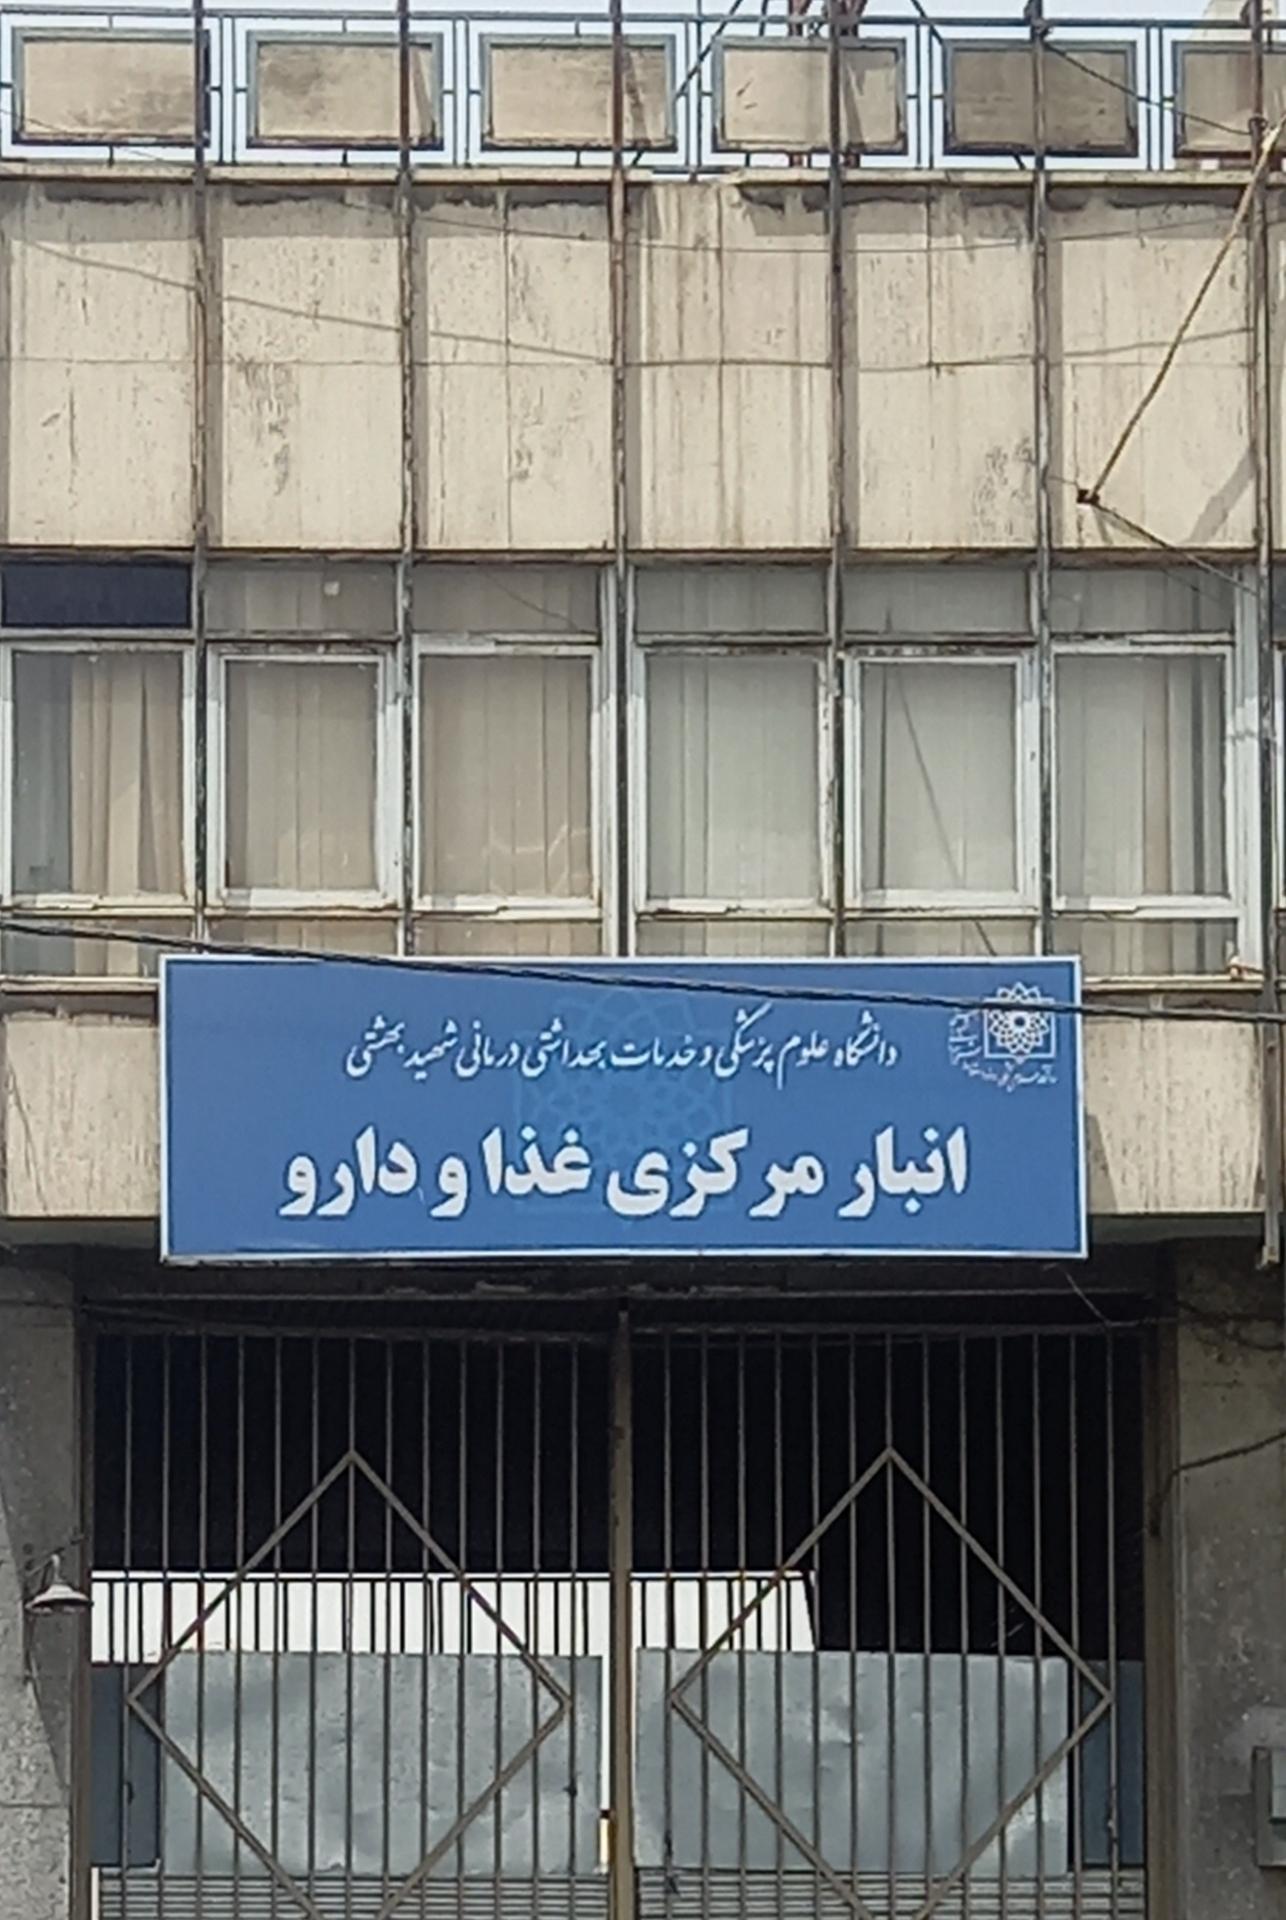 دانشگاه علوم پزشکی و خدمات بهداشتی درمانی شهید بهشتی
انبار مرکزی غذا و دارو